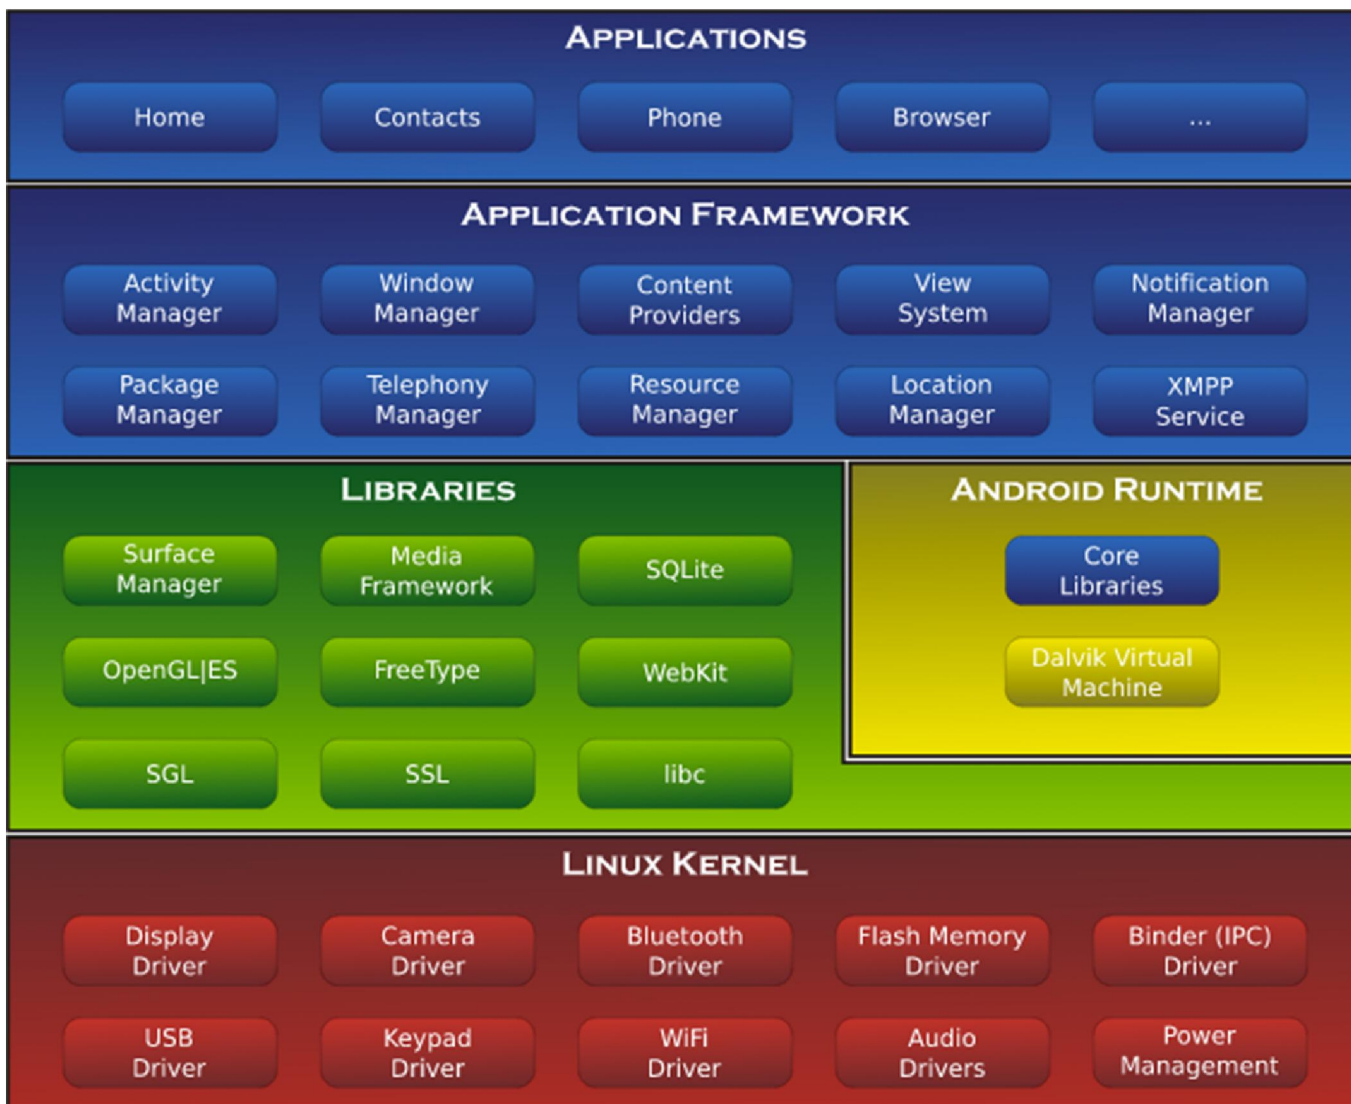 APPLICATIONS
Home
Contacts
Phone
Browser
...
APPLICATION FRAMEWORK
Activity
Manager
Window
Manager
Content
Providers
View
System
Notification
Manager
Package
Manager
Telephony
Manager
Resource
Manager
Location
Manager
XMPP
Service
LIBRARIES
Surface
Manager
Media
Framework
SQLite
OpenGL|ES
FreeType
WebKit
SGL
SSL
libc
ANDROID RUNTIME
Core
Libraries
Dalvik Virtual
Machine
LINUX KERNEL
Display
Driver
Camera
Driver
Bluetooth
Driver
Flash Memory
Driver
Binder (IPC)
Driver
USB
Driver
Keypad
Driver
WiFi
Driver
Audio
Drivers
Power
Management